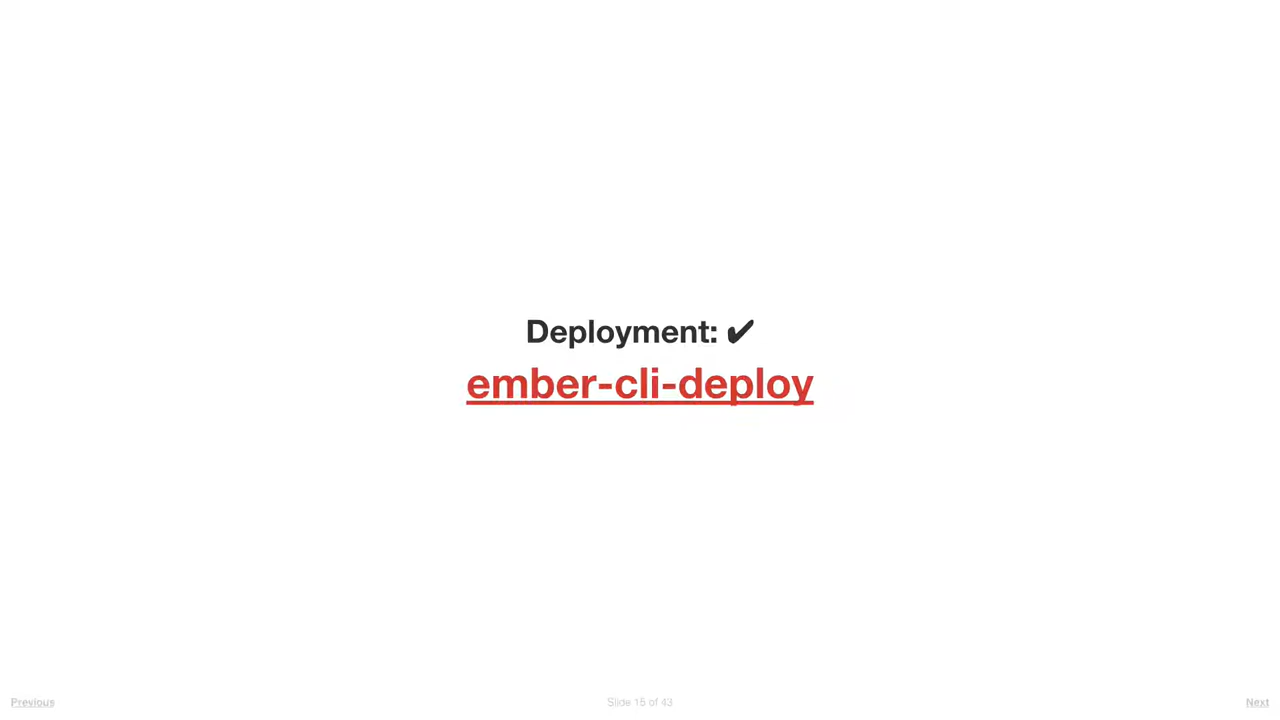 Deployment: ✔
ember-cli-deploy
Previous
Slide 15 of 43
Next